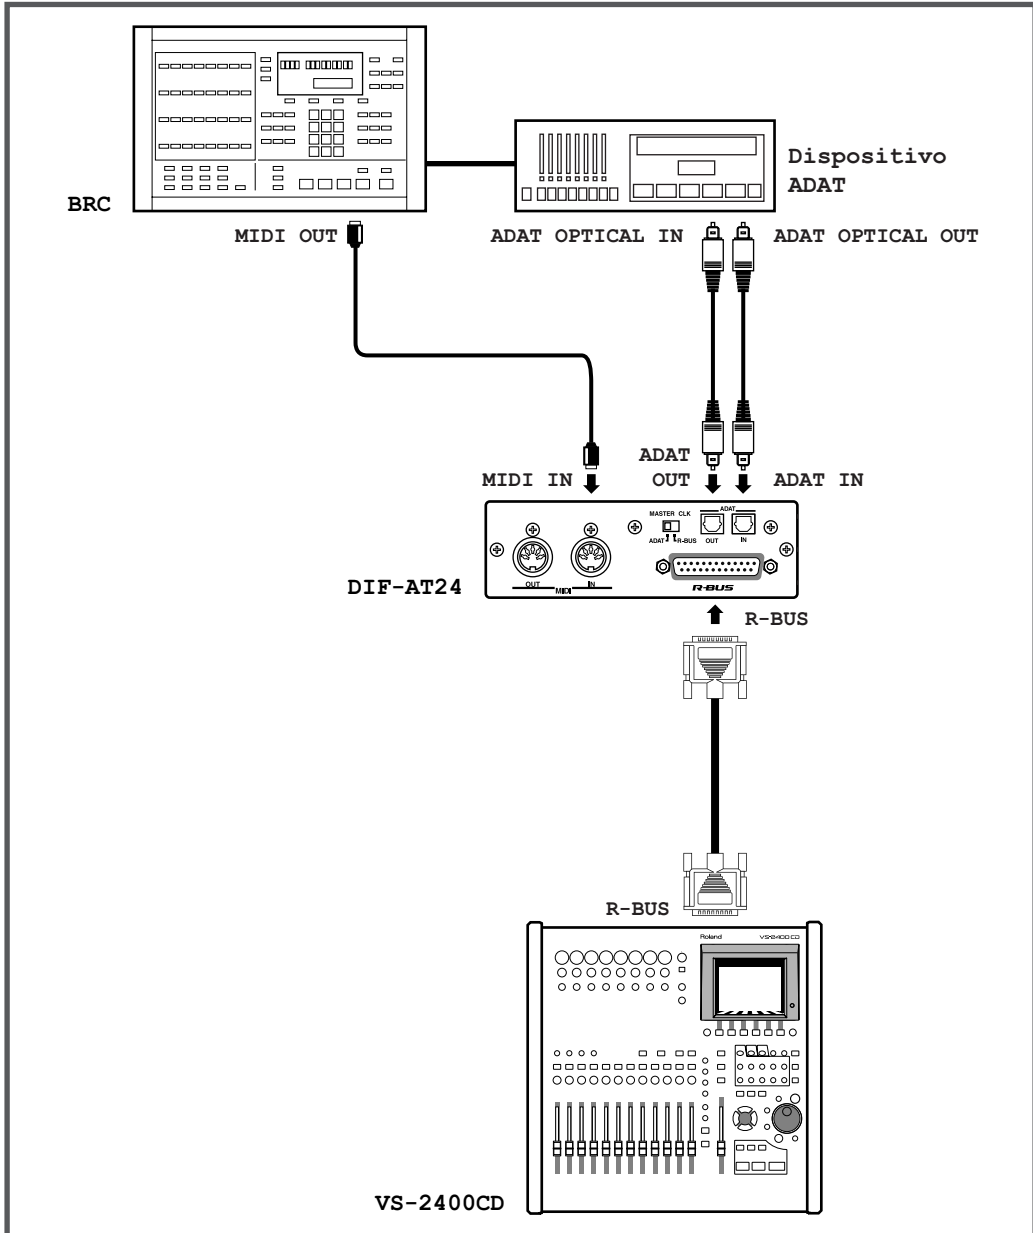 Dispositivo
ADAT
BRC
MIDI OUT
ADAT OPTICAL IN
ADAT OPTICAL OUT
ADAT
OUT
MIDI IN
ADAT IN
MASTER CLK
ADAT
ADAT
R-BUS
OUT
IN
OUT
MIDI
IN
R-BUS
DIF-AT24
R-BUS
R-BUS
Roland
VS-2400CD
VS-2400CD